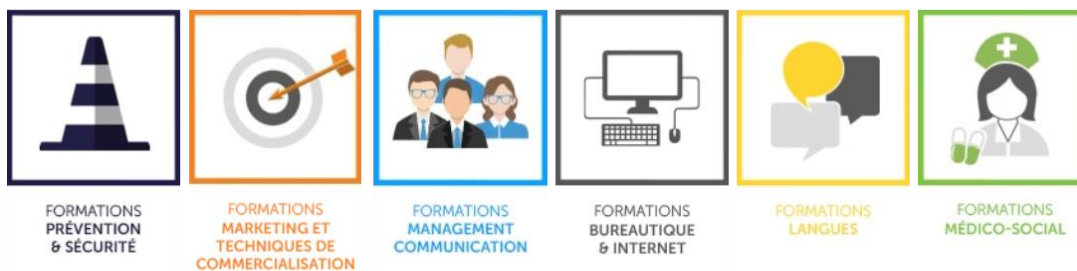 FORMATIONS
PRÉVENTION
& SÉCURITÉ
FORMATIONS
MARKETING ET
TECHNIQUES DE
COMMERCIALISATION
FORMATIONS
MANAGEMENT
COMMUNICATION
FORMATIONS
BUREAUTIQUE
& INTERNET
FORMATIONS
LANGUES
FORMATIONS
MÉDICO-SOCIAL